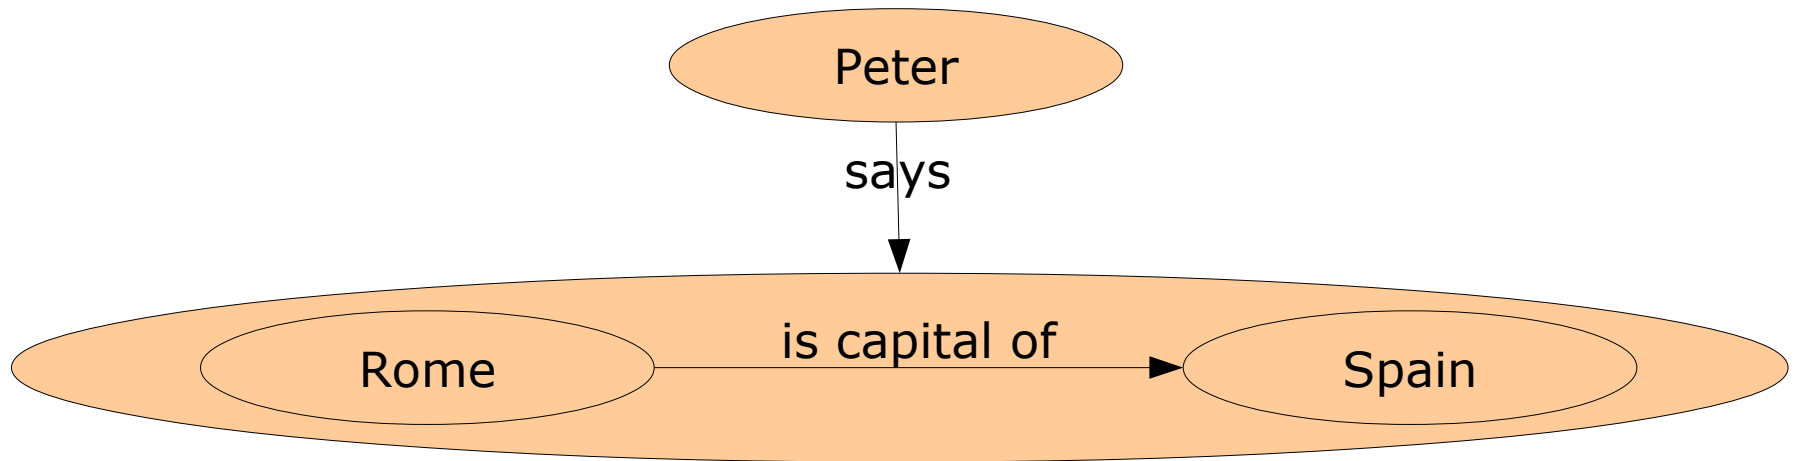 Peter
says
is capital of
Rome
Spain